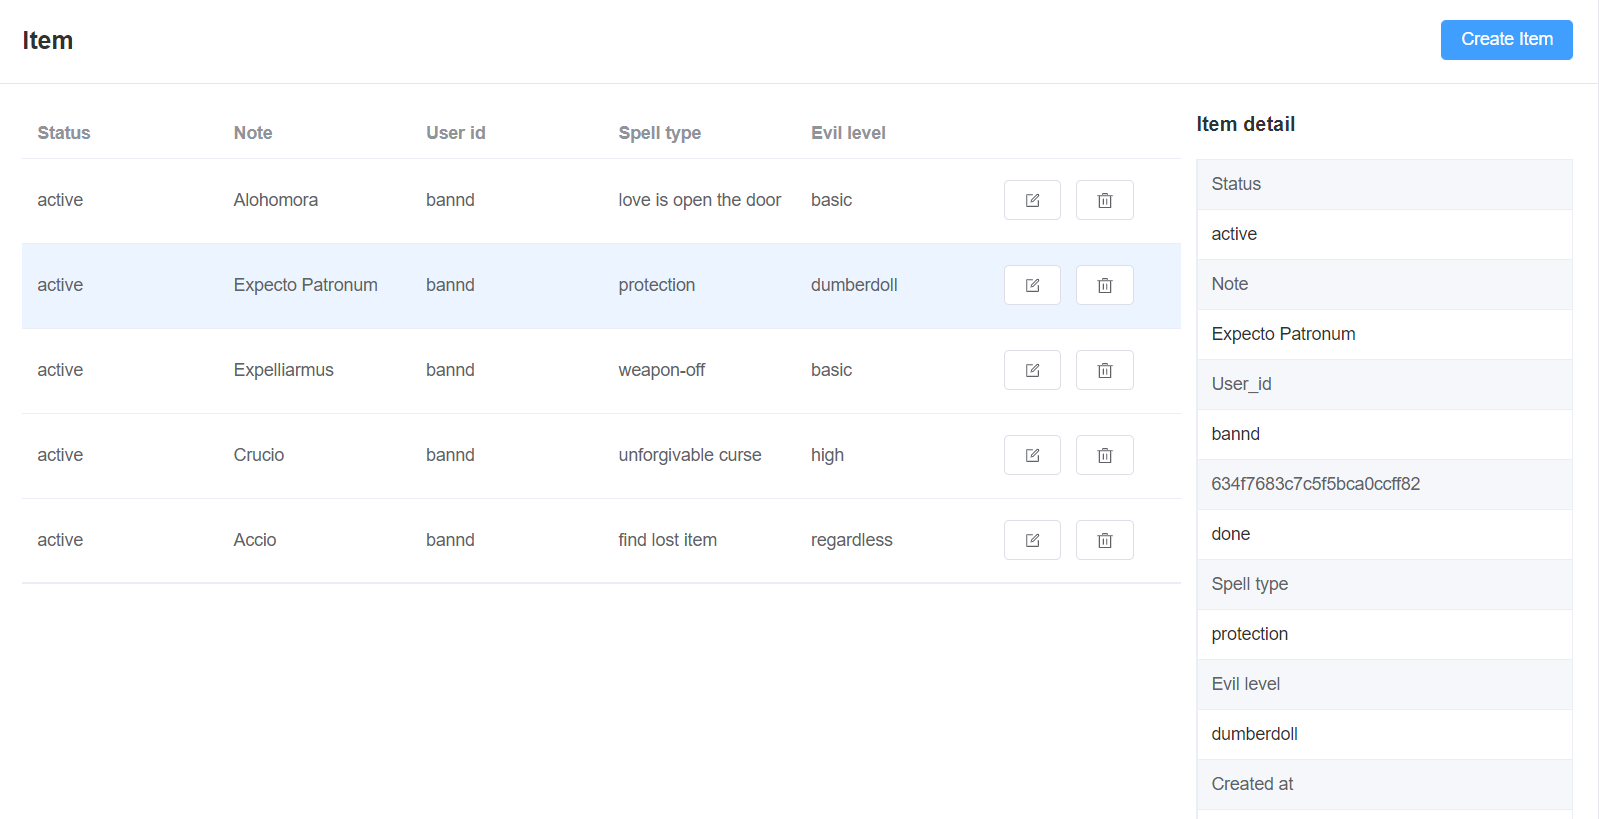 Item
Create Item
Status Note User id Spell type Evil level
active Alohomora bannd love is open the door basic
active Expecto Patronum bannd protection dumberdoll
active Expelliarmus bannd weapon-off basic
active Crucio bannd unforgivable curse high
active Accio bannd find lost item regardless
Item detail
Status
active
Note
Expecto Patronum
User_id
bannd
634f7683c7c5f5bca0ccff82
done
Spell type
protection
Evil level
dumberdoll
Created at